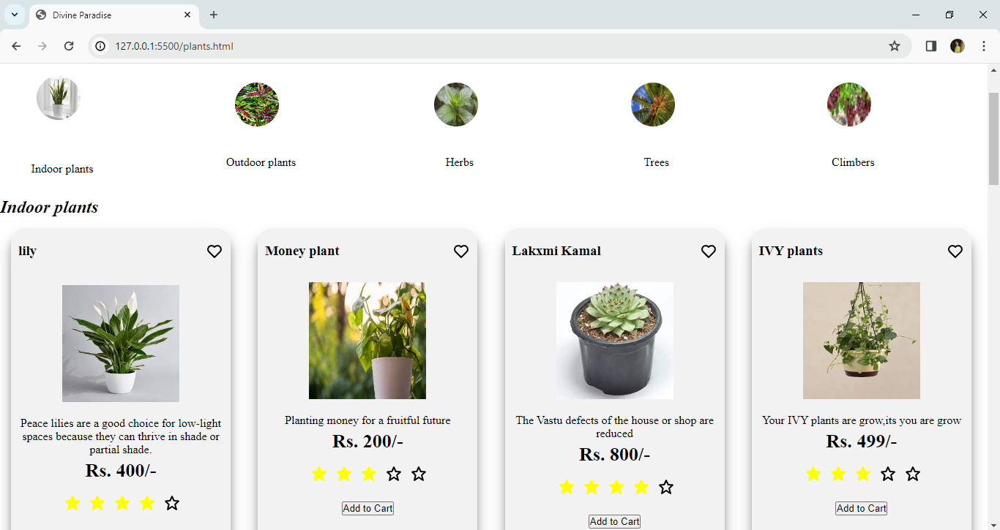 Divine Paradise
127.0.0.1:5500/plants.html
Indoor plants
Outdoor plants
Herbs
Trees
Climbers
Indoor plants
lily
Peace lilies are a good choice for low-light
spaces because they can thrive in shade or
partial shade.
Rs. 400/-
Money plant
Planting money for a fruitful future
Rs. 200/-
Add to Cart
Lakxmi Kamal
The Vastu defects of the house or shop are
reduced
Rs. 800/-
Add to Cart
IVY plants
Your IVY plants are grow,its you are grow
Rs. 499/-
Add to Cart